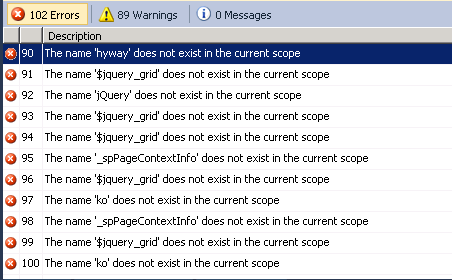 102 Errors 89 Warnings 0 Messages
Description
90 The name 'hyway' does not exist in the current scope
91 The name '$jquery_grid' does not exist in the current scope
92 The name 'jQuery' does not exist in the current scope
93 The name '$jquery_grid' does not exist in the current scope
94 The name '$jquery_grid' does not exist in the current scope
95 The name '_spPageContextInfo' does not exist in the current scope
96 The name '$jquery_grid' does not exist in the current scope
97 The name 'ko' does not exist in the current scope
98 The name '_spPageContextInfo' does not exist in the current scope
99 The name '$jquery_grid' does not exist in the current scope
100 The name 'ko' does not exist in the current scope